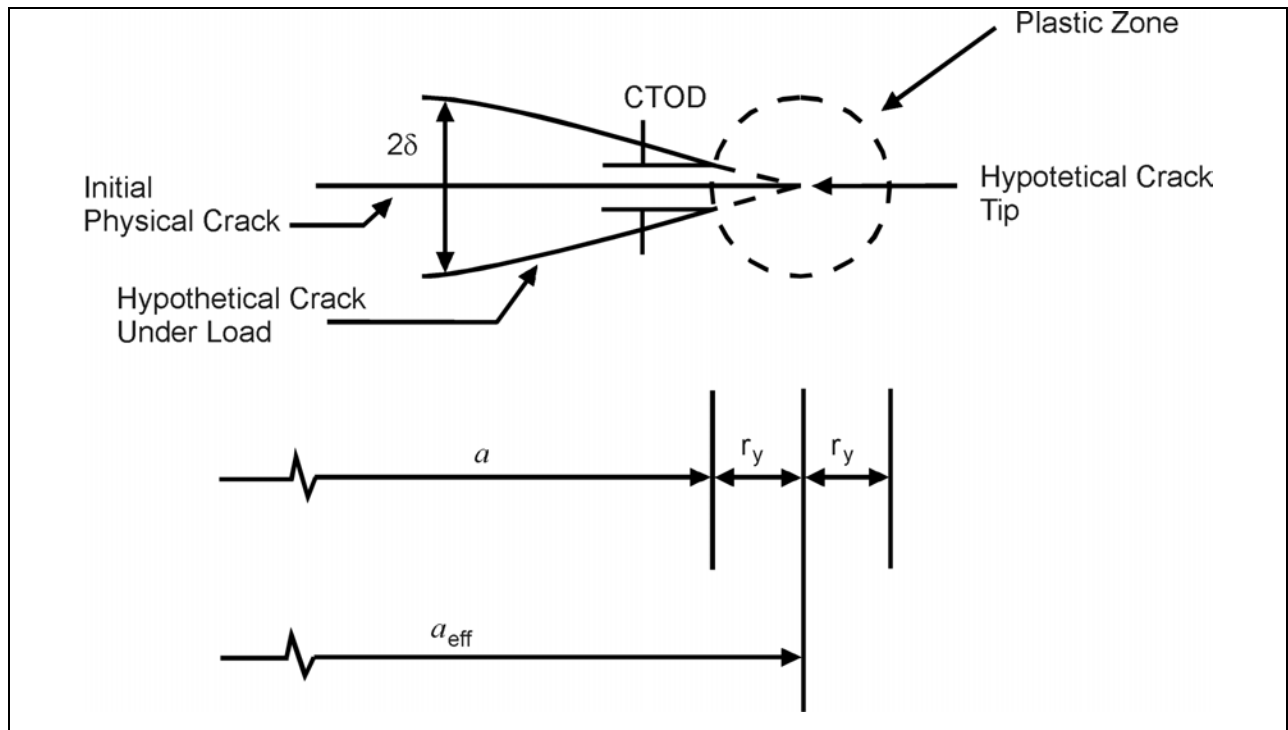 Plastic Zone
CTOD
2δ
Initial
Physical Crack
Hypotetical Crack
Tip
Hypothetical Crack
Under Load
a
r_y
r_y
a_eff